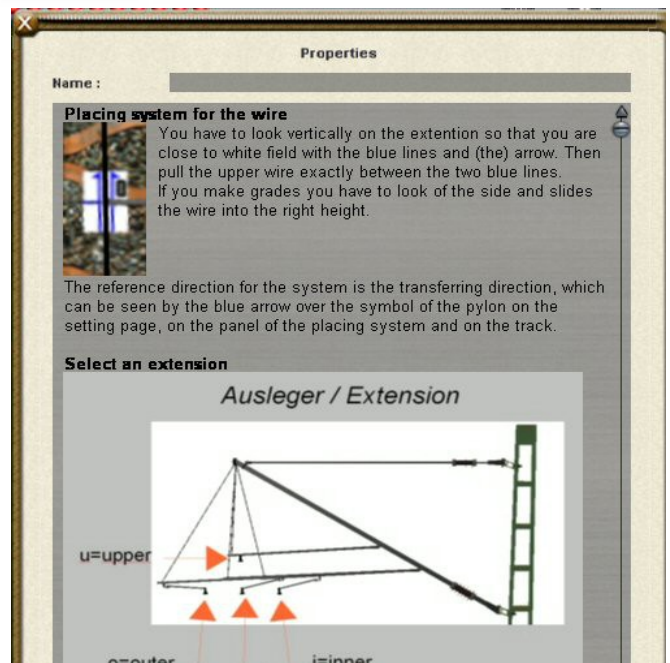 Properties
Name :
Placing system for the wire
You have to look vertically on the extention so that you are
close to white field with the blue lines and (the) arrow. Then
pull the upper wire exactly between the two blue lines.
If you make grades you have to look of the side and slides
the wire into the right height.
The reference direction for the system is the transferring direction, which
can be seen by the blue arrow over the symbol of the pylon on the
setting page, on the panel of the placing system and on the track.
Select an extension
Ausleger / Extension
u=upper
o=outer
i=inner